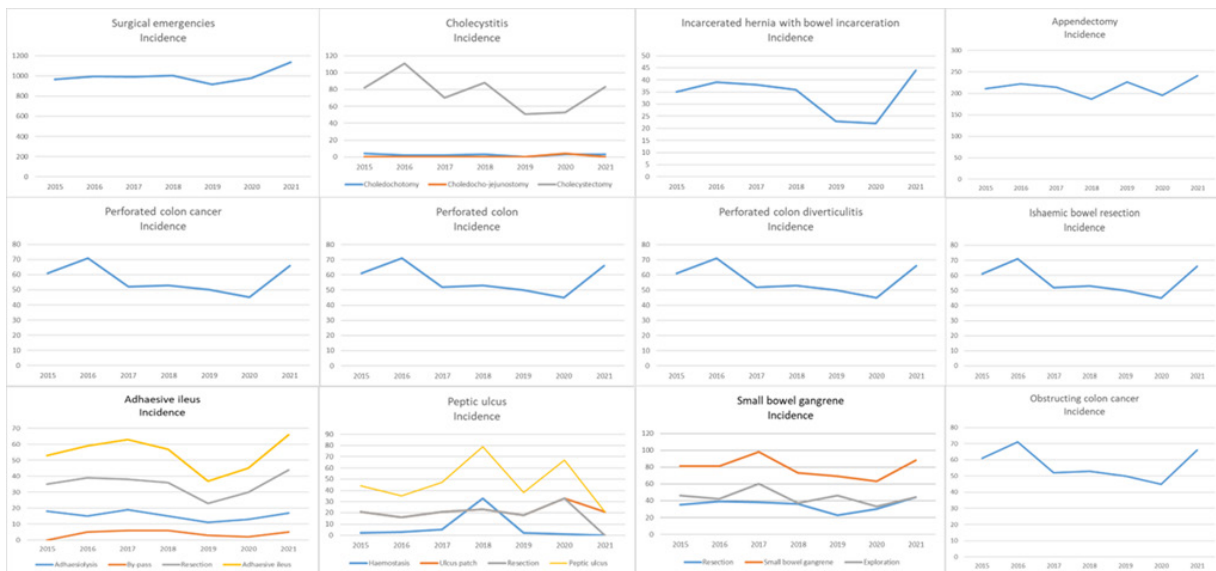 Surgical emergencies
Incidence
1200
1000
800
600
400
200
0
2015 2016 2017 2018 2019 2020 2021
Cholecystitis
Incidence
120
100
80
60
40
20
0
2015 2016 2017 2018 2019 2020 2021
Choledochotomy Choledocho-jejunostomy Cholecystectomy
Incarcerated hernia with bowel incarceration
Incidence
50
45
40
35
30
25
20
15
10
5
0
2015 2016 2017 2018 2019 2020 2021
Appendectomy
Incidence
300
250
200
150
100
50
0
2015 2016 2017 2018 2019 2020 2021
Perforated colon cancer
Incidence
80
70
60
50
40
30
20
10
0
2015 2016 2017 2018 2019 2020 2021
Perforated colon
Incidence
80
70
60
50
40
30
20
10
0
2015 2016 2017 2018 2019 2020 2021
Perforated colon diverticulitis
Incidence
80
70
60
50
40
30
20
10
0
2015 2016 2017 2018 2019 2020 2021
Ishaemic bowel resection
Incidence
80
70
60
50
40
30
20
10
0
2015 2016 2017 2018 2019 2020 2021
Adhaesive ileus
Incidence
70
60
50
40
30
20
10
0
2015 2016 2017 2018 2019 2020 2021
Adhaesiolysis By pass Resection Adhaesive ileus
Peptic ulcus
Incidence
90
80
70
60
50
40
30
20
10
0
2015 2016 2017 2018 2019 2020 2021
Haemostasis Ulcus patch Resection Peptic ulcus
Small bowel gangrene
Incidence
120
100
80
60
40
20
0
2015 2016 2017 2018 2019 2020 2021
Resection Small bowel gangrene Exploration
Obstructing colon cancer
Incidence
80
70
60
50
40
30
20
10
0
2015 2016 2017 2018 2019 2020 2021